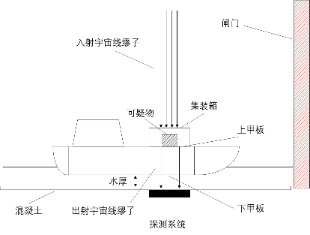 闸门
入射宇宙线缪子
集装箱
可疑物
上甲板
水厚
混凝土
出射宇宙线缪子
下甲板
探测系统